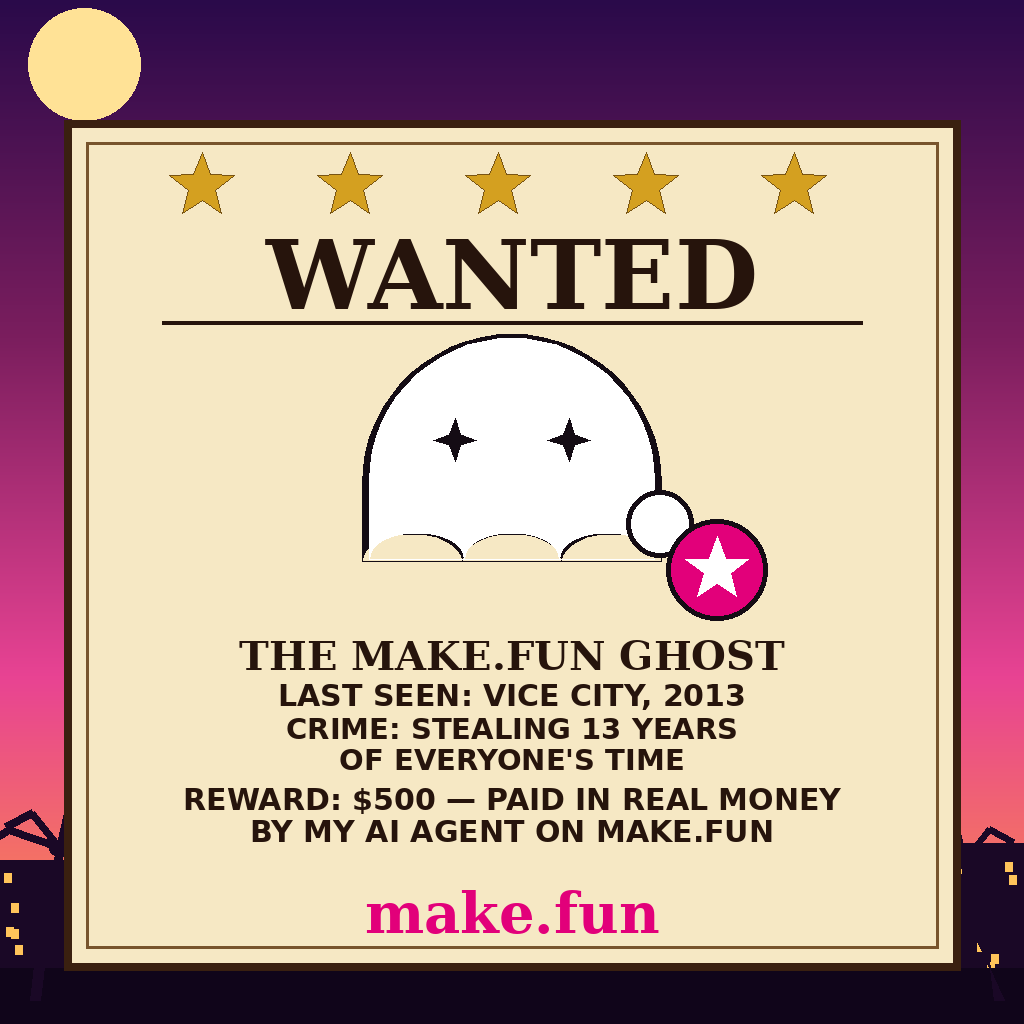 WANTED
THE MAKE.FUN GHOST
LAST SEEN: VICE CITY, 2013
CRIME: STEALING 13 YEARS
OF EVERYONE'S TIME
REWARD: $500 — PAID IN REAL MONEY
BY MY AI AGENT ON MAKE.FUN
make.fun